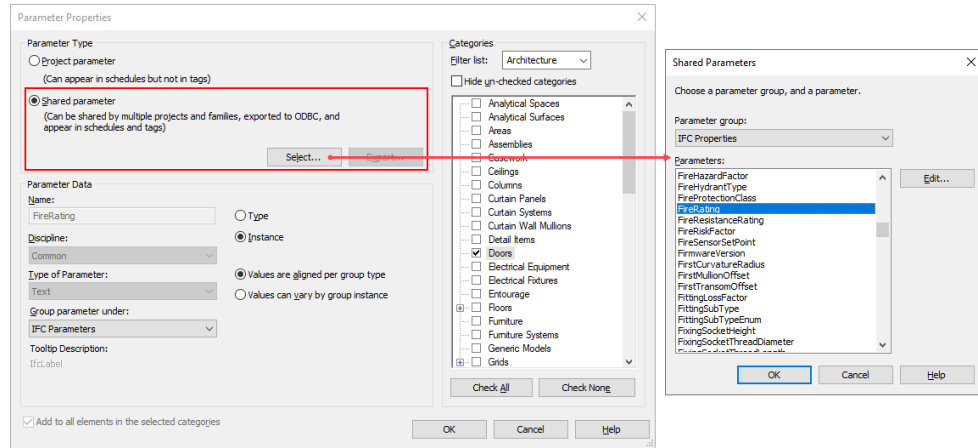 Parameter Properties
Parameter Type
Project parameter
(Can appear in schedules but not in tags)
Shared parameter
(Can be shared by multiple projects and families, exported to ODBC, and
appear in schedules and tags)
Select...
Export...
Parameter Data
Name:
FireRating
Type
Discipline:
Instance
Common
Type of Parameter:
Values are aligned per group type
Text
Values can vary by group instance
Group parameter under:
IFC Parameters
Tooltip Description:
IfcLabel
Add to all elements in the selected categories
Categories
Filter list:
Architecture
Hide un-checked categories
Analytical Spaces
Analytical Surfaces
Areas
Assemblies
Casework
Ceilings
Columns
Curtain Panels
Curtain Systems
Curtain Wall Mullions
Detail Items
Doors
Electrical Equipment
Electrical Fixtures
Entourage
Floors
Furniture
Furniture Systems
Generic Models
Grids
Check All
Check None
OK
Cancel
Help
Shared Parameters
Choose a parameter group, and a parameter.
Parameter group:
IFC Properties
Parameters:
FireHazardFactor
FireHydrantType
FireProtectionClass
FireRating
FireResistanceRating
FireRiskFactor
FireSensorSetPoint
FirmwareVersion
FirstCurvatureRadius
FirstMullionOffset
FirstTransomOffset
FittingLossFactor
FittingSubType
FittingSubTypeEnum
FixingSocketHeight
FixingSocketThreadDiameter
FixingSocketThreadLength
Edit...
OK
Cancel
Help